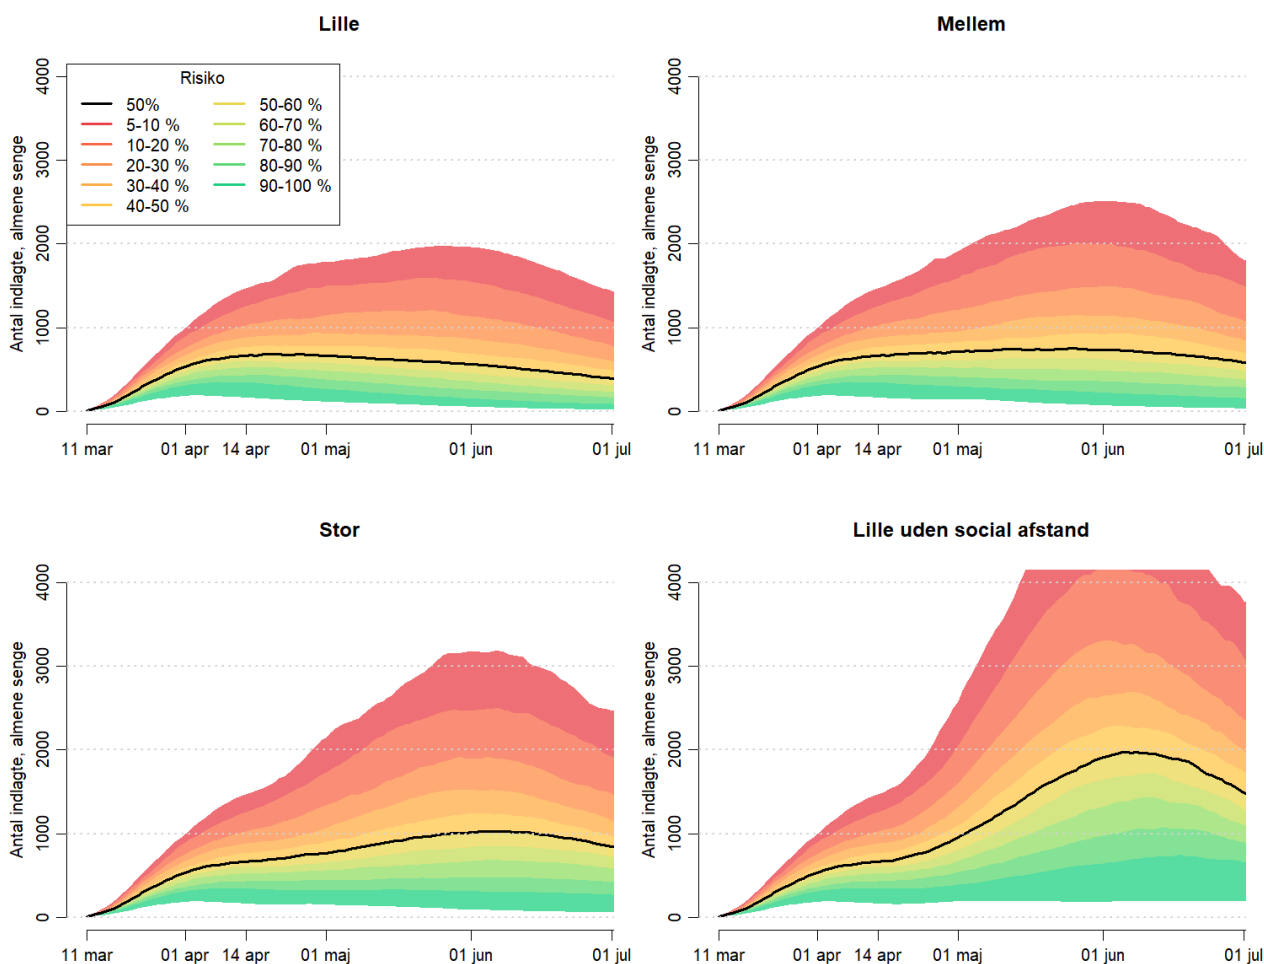 Lille
Antal indlagte, almene senge
0 1000 2000 3000 4000
Risiko
50% 50-60 %
5-10 % 60-70 %
10-20 % 70-80 %
20-30 % 80-90 %
30-40 % 90-100 %
40-50 %
11 mar 01 apr 14 apr 01 maj 01 jun 01 jul
Mellem
Antal indlagte, almene senge
0 1000 2000 3000 4000
11 mar 01 apr 14 apr 01 maj 01 jun 01 jul
Stor
Antal indlagte, almene senge
0 1000 2000 3000 4000
11 mar 01 apr 14 apr 01 maj 01 jun 01 jul
Lille uden social afstand
Antal indlagte, almene senge
0 1000 2000 3000 4000
11 mar 01 apr 14 apr 01 maj 01 jun 01 jul